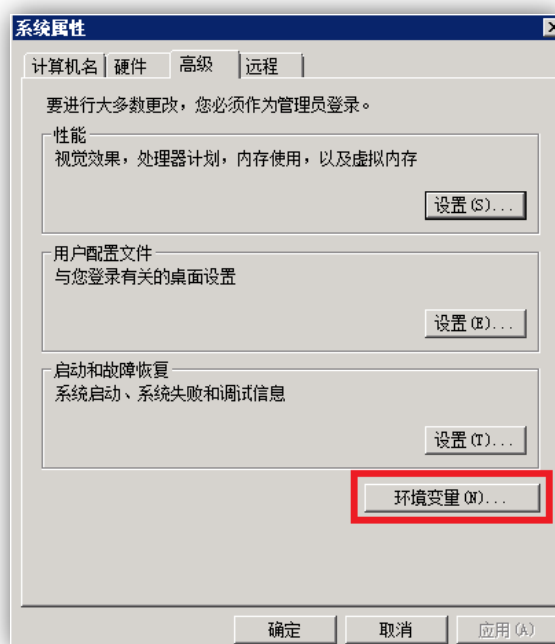 系统属性
计算机名 硬件 高级 远程
要进行大多数更改，您必须作为管理员登录。
性能
视觉效果，处理器计划，内存使用，以及虚拟内存
设置(S)...
用户配置文件
与您登录有关的桌面设置
设置(E)...
启动和故障恢复
系统启动、系统失败和调试信息
设置(T)...
环境变量(N)...
确定 取消 应用(A)